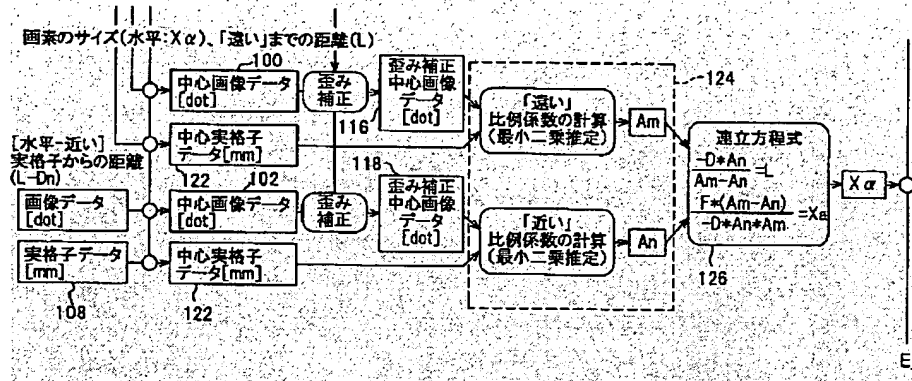 画素のサイズ(水平:Xα)、「遠い」までの距離(L)
100
中心画像データ
[dot]
歪み
補正
歪み補正
中心画像
データ
[dot]
116
124
「遠い」
比例係数の計算
(最小二乗推定)
Am
中心実格子
データ[mm]
122
[水平-近い]
実格子からの距離
(L-Dn)
画像データ
[dot]
102
中心画像データ
[dot]
歪み
補正
118
歪み補正
中心画像
データ
[dot]
「近い」
比例係数の計算
(最小二乗推定)
An
実格子データ
[mm]
108
中心実格子
データ[mm]
122
連立方程式
-D*An
Am-An
=L
F*(Am-An)
-D*An*Am
=Xa
126
Xα
E